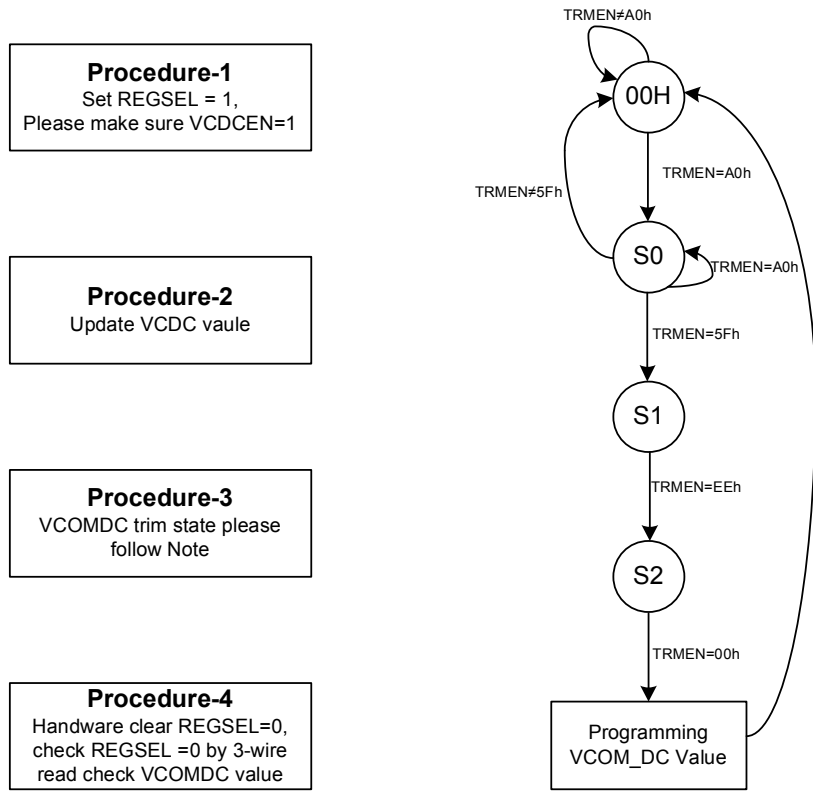 Procedure-1
Set REGSEL = 1,
Please make sure VCDCEN=1
Procedure-2
Update VCDC vaule
Procedure-3
VCOMDC trim state please
follow Note
Procedure-4
Handware clear REGSEL=0,
check REGSEL =0 by 3-wire
read check VCOMDC value
TRMEN≠A0h
00H
TRMEN=A0h
TRMEN≠5Fh
S0
TRMEN=A0h
TRMEN=5Fh
S1
TRMEN=EEh
S2
TRMEN=00h
Programming
VCOM_DC Value